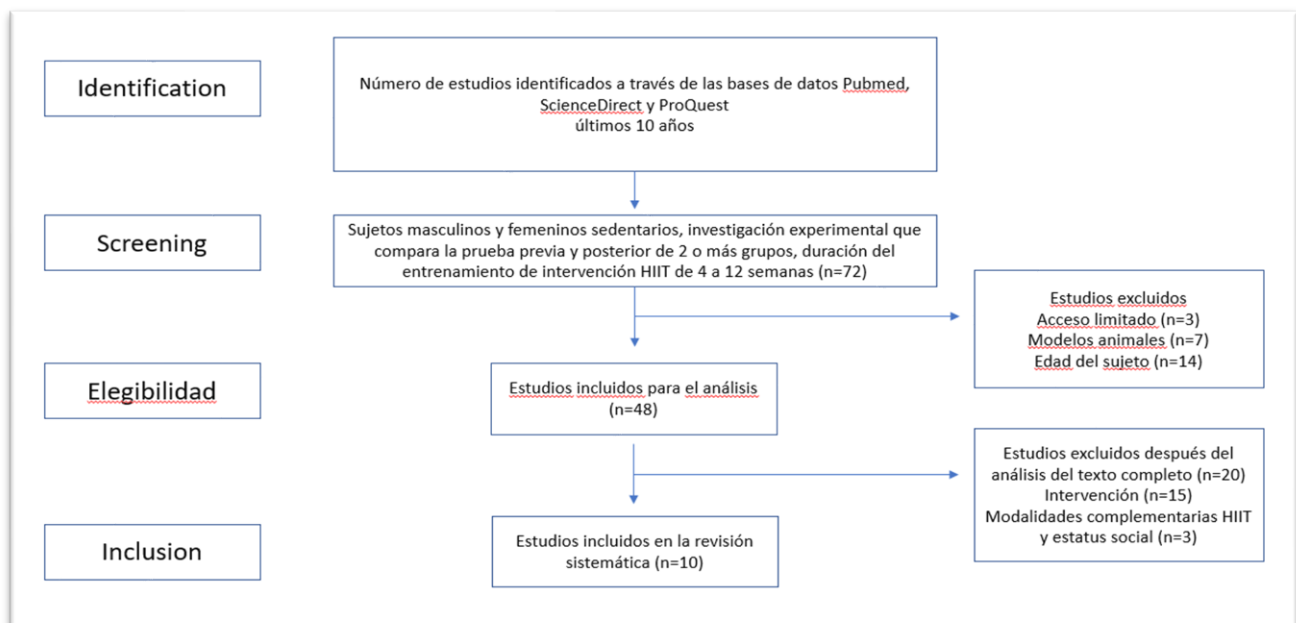 Identification
Número de estudios identificados a través de las bases de datos Pubmed,
ScienceDirect y ProQuest
últimos 10 años
Screening
Sujetos masculinos y femeninos sedentarios, investigación experimental que
compara la prueba previa y posterior de 2 o más grupos, duración del
entrenamiento de intervención HIIT de 4 a 12 semanas (n=72)
Estudios excluidos
Acceso limitado (n=3)
Modelos animales (n=7)
Edad del sujeto (n=14)
Elegibilidad
Estudios incluidos para el análisis
(n=48)
Estudios excluidos después del
análisis del texto completo (n=20)
Intervención (n=15)
Modalidades complementarias HIIT
y estatus social (n=3)
Inclusion
Estudios incluidos en la revisión
sistemática (n=10)